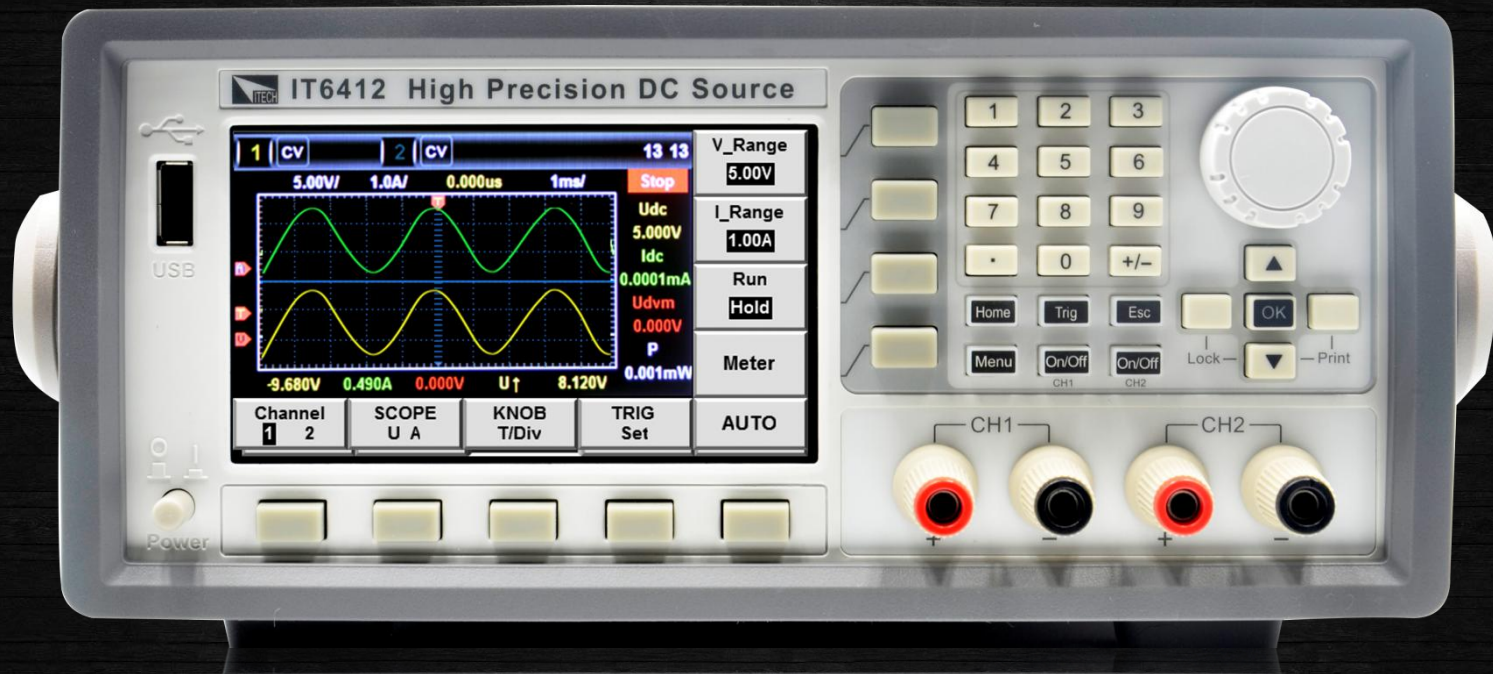 ITECH IT6412 High Precision DC Source
USB
Power
1 CV 2 CV 13 13
5.00V/ 1.0A/ 0.000us 1ms/ Stop
T
Udc
5.000V
Idc
0.0001mA
Udvm
0.000V
P
0.001mW
T
U
-9.680V 0.490A 0.000V U↑ 8.120V
V_Range
5.00V
I_Range
1.00A
Run
Hold
Meter
AUTO
Channel
1 2
SCOPE
U A
KNOB
T/Div
TRIG
Set
1 2 3
4 5 6
7 8 9
. 0 +/-
Home Trig Esc
Menu On/Off On/Off
CH1 CH2
▲
OK
▼
Lock Print
CH1 CH2
+ − + −